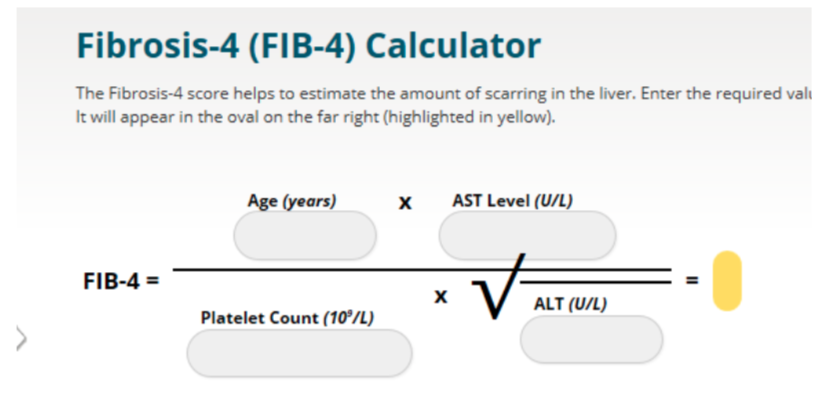 Fibrosis-4 (FIB-4) Calculator
The Fibrosis-4 score helps to estimate the amount of scarring in the liver. Enter the required
It will appear in the oval on the far right (highlighted in yellow).
Age (years) x AST Level (U/L)
FIB-4 = =
Platelet Count (10⁹/L) x √ ALT (U/L)